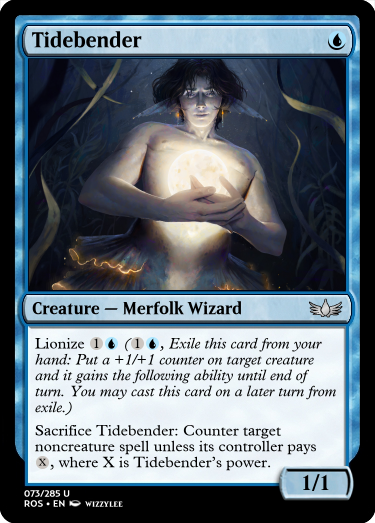 Tidebender
Creature — Merfolk Wizard
Lionize 1 (1, Exile this card from your
hand: Put a +1/+1 counter on target creature
and it gains the following ability until end of
turn. You may cast this card on a later turn from
exile.)
Sacrifice Tidebender: Counter target
noncreature spell unless its controller pays
X, where X is Tidebender's power.
1/1
073/285 U
ROS • EN WIZZYLEE